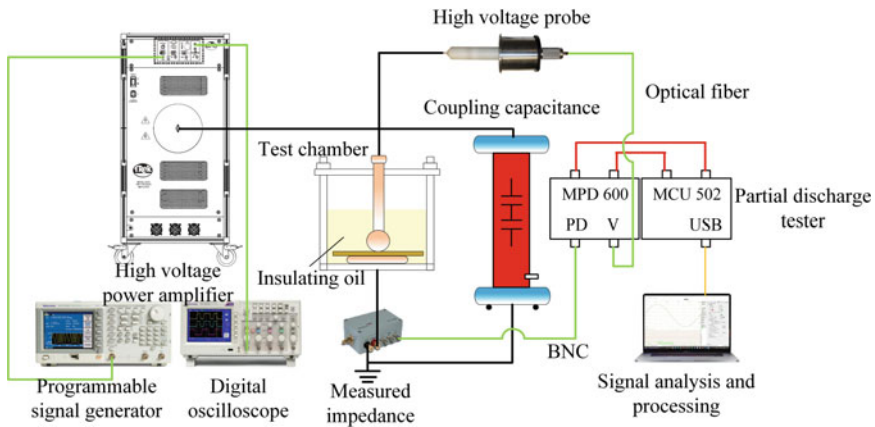 High voltage probe
Optical fiber
Coupling capacitance
Test chamber
MPD 600
MCU 502
PD
V
USB
Partial discharge
tester
Insulating oil
High voltage
power amplifier
BNC
Programmable
signal generator
Digital
oscilloscope
Measured
impedance
Signal analysis and
processing